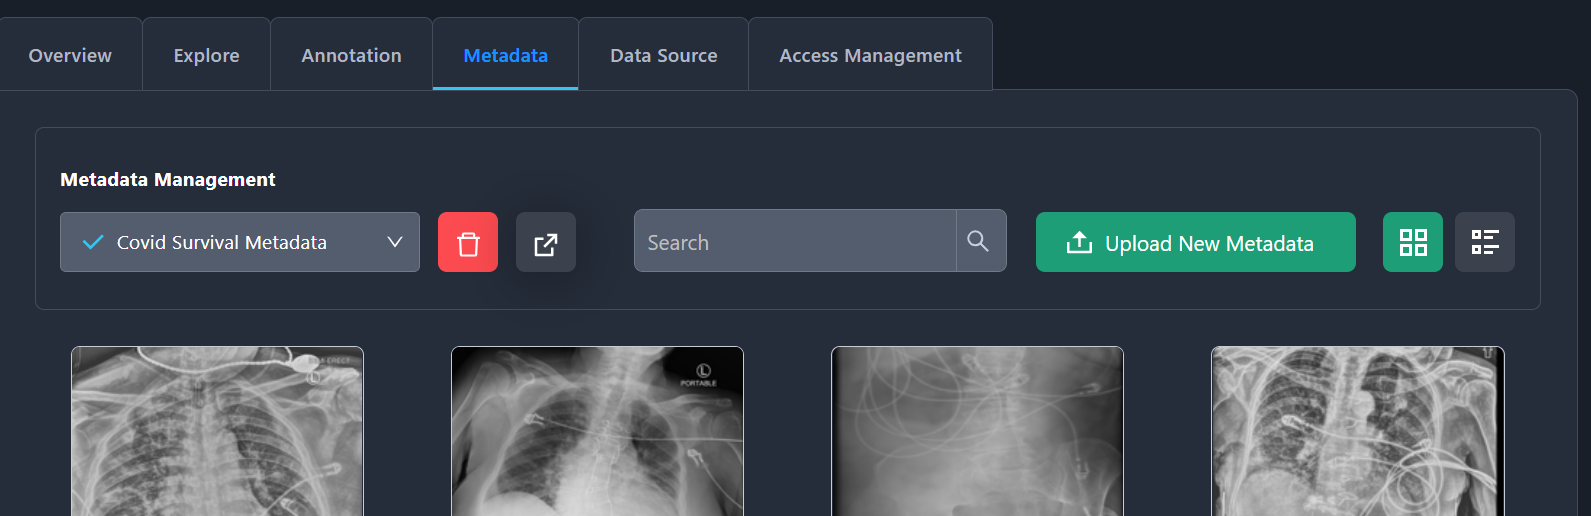 Overview Explore Annotation Metadata Data Source Access Management
Metadata Management
Covid Survival Metadata Search Upload New Metadata
L
L
PORTABLE